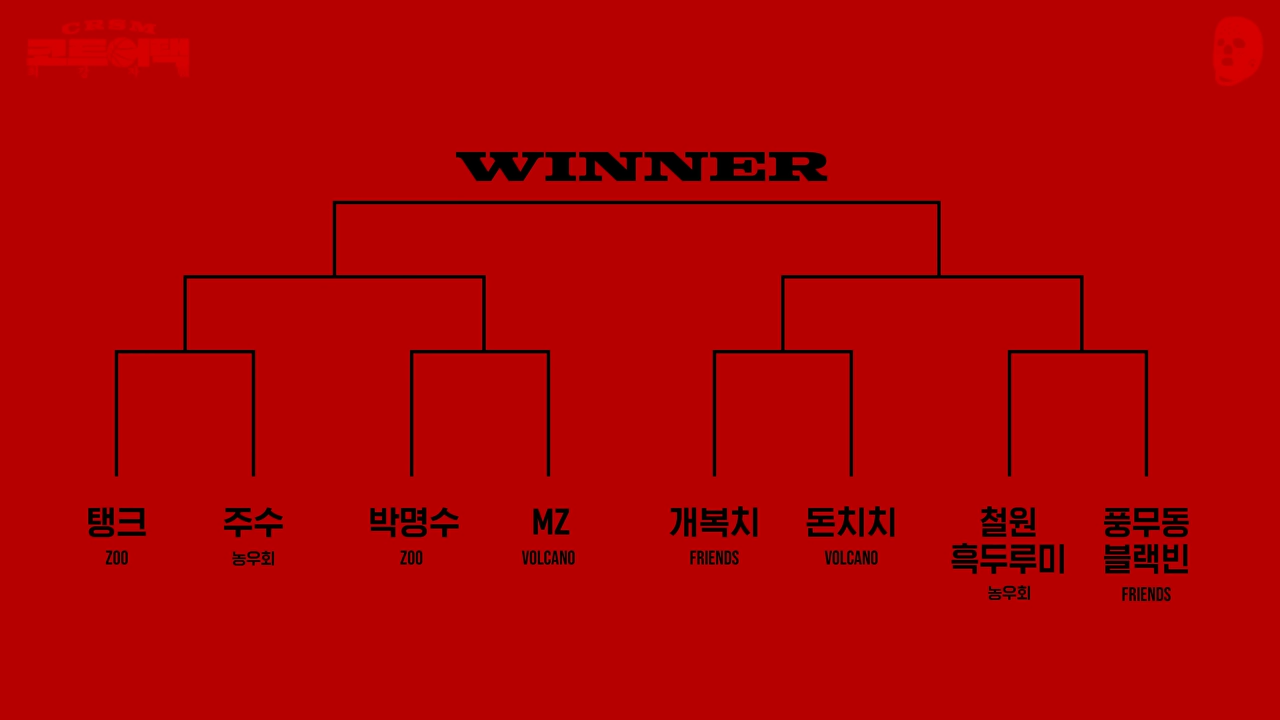 WINNER
탱크
ZOO
주수
농우회
박명수
ZOO
MZ
VOLCANO
개복치
FRIENDS
돈치치
VOLCANO
철원
흑두루미
농우회
풍무동
블랙빈
FRIENDS